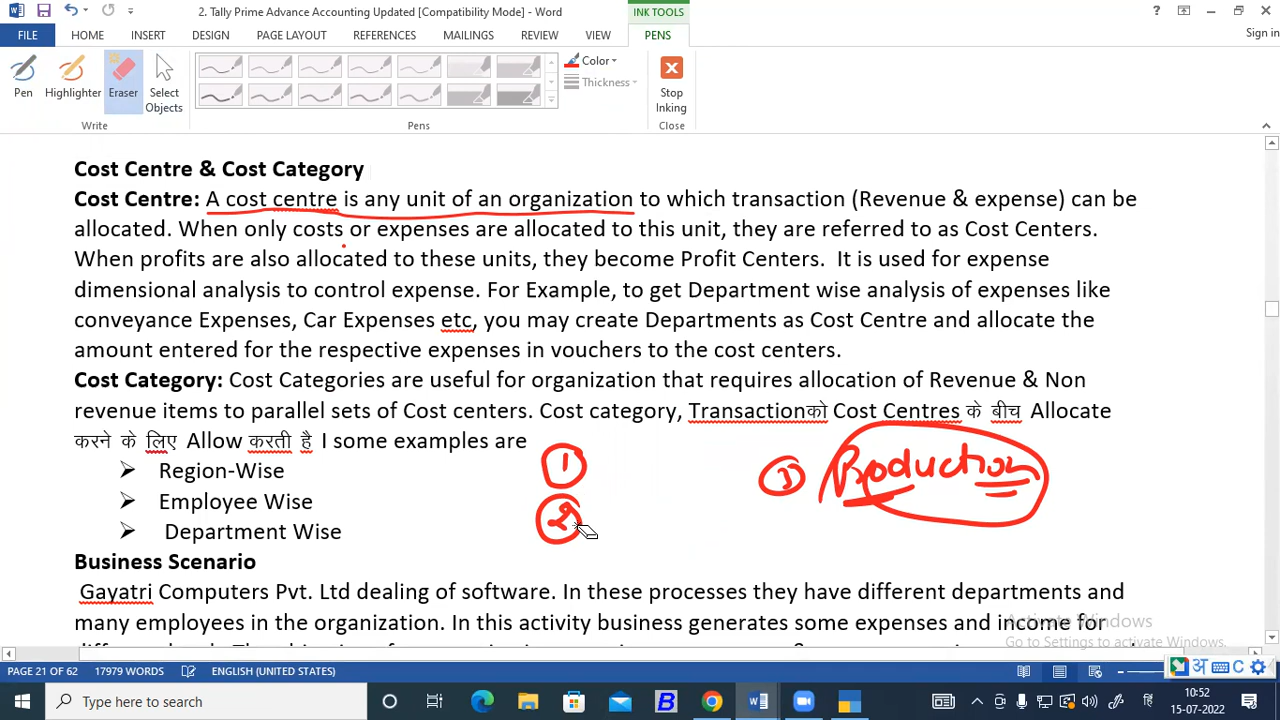 2. Tally Prime Advance Accounting Updated [Compatibility Mode] - Word
INK TOOLS
?
FILE HOME INSERT DESIGN PAGE LAYOUT REFERENCES MAILINGS REVIEW VIEW PENS
Sign in
Pen Highlighter Eraser Select Objects
Color
Thickness
Stop Inking
Write Pens Close
Cost Centre & Cost Category
Cost Centre: A cost centre is any unit of an organization to which transaction (Revenue & expense) can be
allocated. When only costs or expenses are allocated to this unit, they are referred to as Cost Centers.
When profits are also allocated to these units, they become Profit Centers. It is used for expense
dimensional analysis to control expense. For Example, to get Department wise analysis of expenses like
conveyance Expenses, Car Expenses etc, you may create Departments as Cost Centre and allocate the
amount entered for the respective expenses in vouchers to the cost centers.
Cost Category: Cost Categories are useful for organization that requires allocation of Revenue & Non
revenue items to parallel sets of Cost centers. Cost category, Transactionको Cost Centres के बीच Allocate
करने के लिए Allow करती है I some examples are
Region-Wise
Employee Wise
Department Wise
1
2
3 Production
Business Scenario
Gayatri Computers Pvt. Ltd dealing of software. In these processes they have different departments and
many employees in the organization. In this activity business generates some expenses and income for
Activate Windows
Go to Settings to activate Windows.
PAGE 21 OF 62 17979 WORDS ENGLISH (UNITED STATES)
अ C
Type here to search
B
हि
10:52
15-07-2022